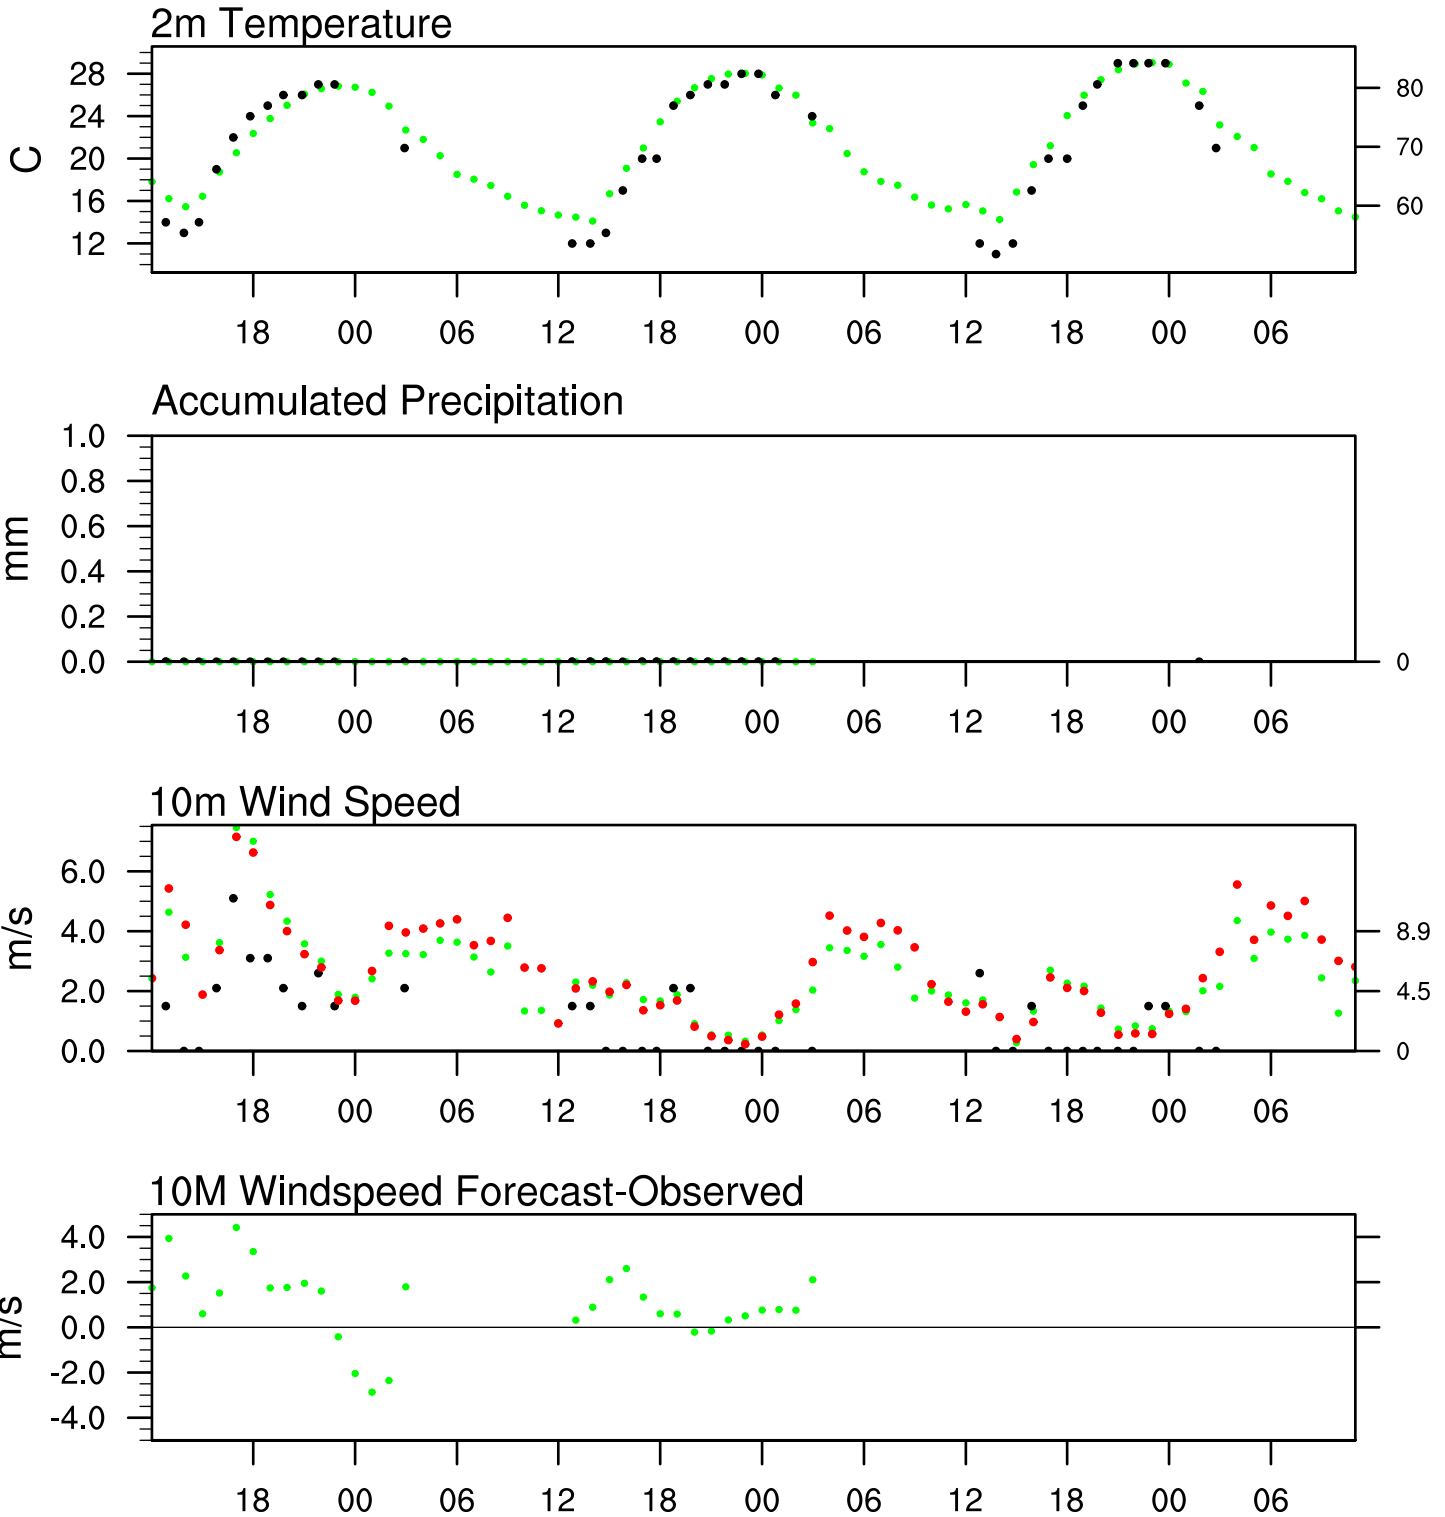 2m Temperature
28
24
20
16
12
C
80
70
60
18 00 06 12 18 00 06 12 18 00 06
Accumulated Precipitation
1.0
0.8
0.6
0.4
0.2
0.0
mm
0
18 00 06 12 18 00 06 12 18 00 06
10m Wind Speed
6.0
4.0
2.0
0.0
m/s
8.9
4.5
0
18 00 06 12 18 00 06 12 18 00 06
10M Windspeed Forecast-Observed
4.0
2.0
0.0
-2.0
-4.0
m/s
18 00 06 12 18 00 06 12 18 00 06